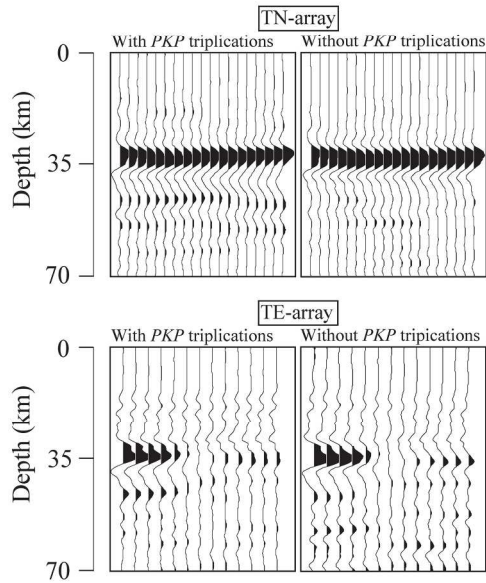 TN-array
With PKP triplications
Without PKP triplications
0
35
70
Depth (km)
TE-array
With PKP triplications
Without PKP tripications
0
35
70
Depth (km)